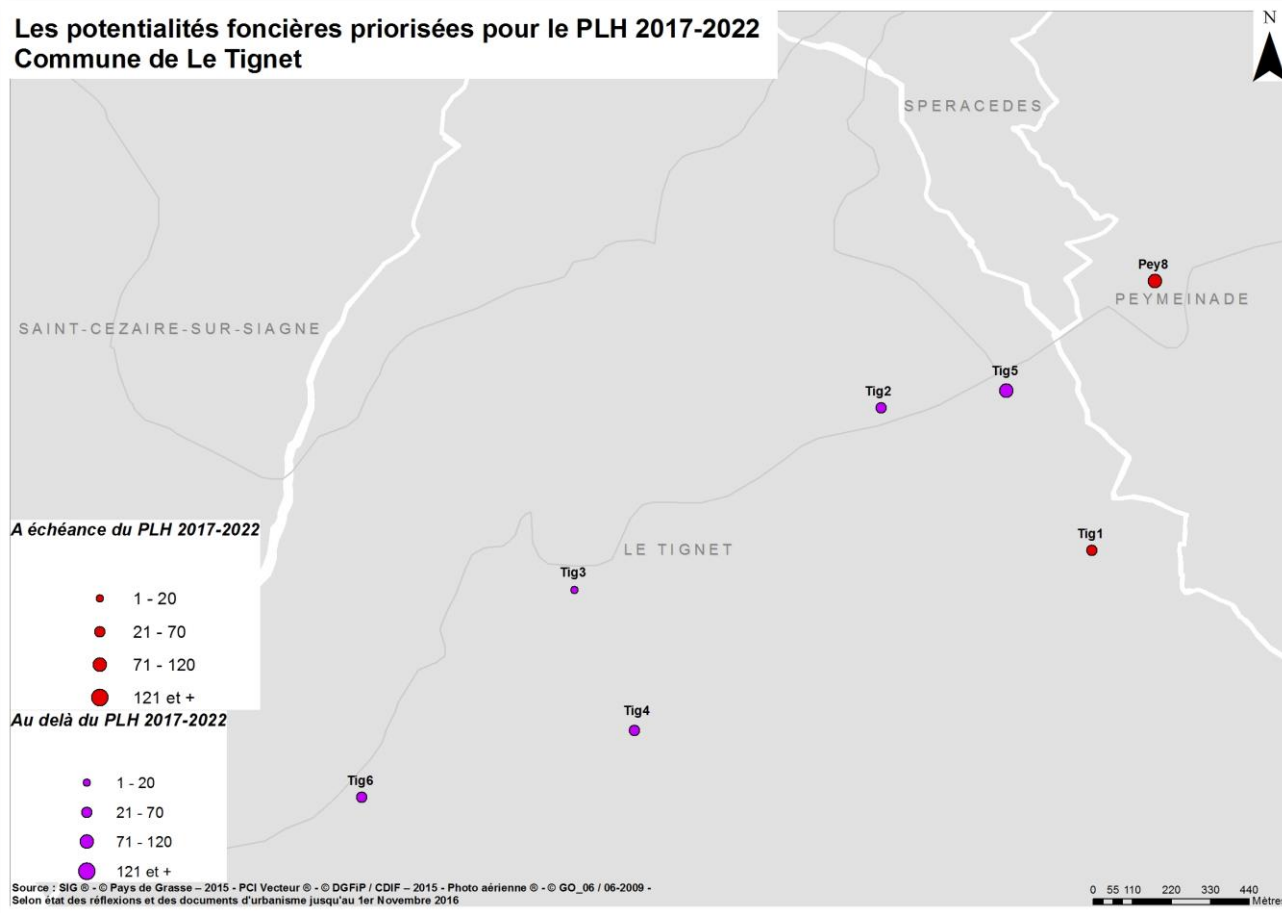 Les potentialités foncières priorisées pour le PLH 2017-2022
Commune de Le Tignet
N
SPERACEDES
Pey8
PEYMEINADE
SAINT-CEZAIRE-SUR-SIAGNE
Tig5
Tig2
A échéance du PLH 2017-2022
LE TIGNET
Tig1
Tig3
1 - 20
21 - 70
71 - 120
121 et +
Au delà du PLH 2017-2022
Tig4
Tig6
1 - 20
21 - 70
71 - 120
121 et +
Source : SIG ® - © Pays de Grasse – 2015 - PCI Vecteur ® - © DGFiP / CDIF – 2015 - Photo aérienne ® - © GO_06 / 06-2009 -
Selon état des réflexions et des documents d'urbanisme jusqu'au 1er Novembre 2016
0 55 110 220 330 440
Mètres